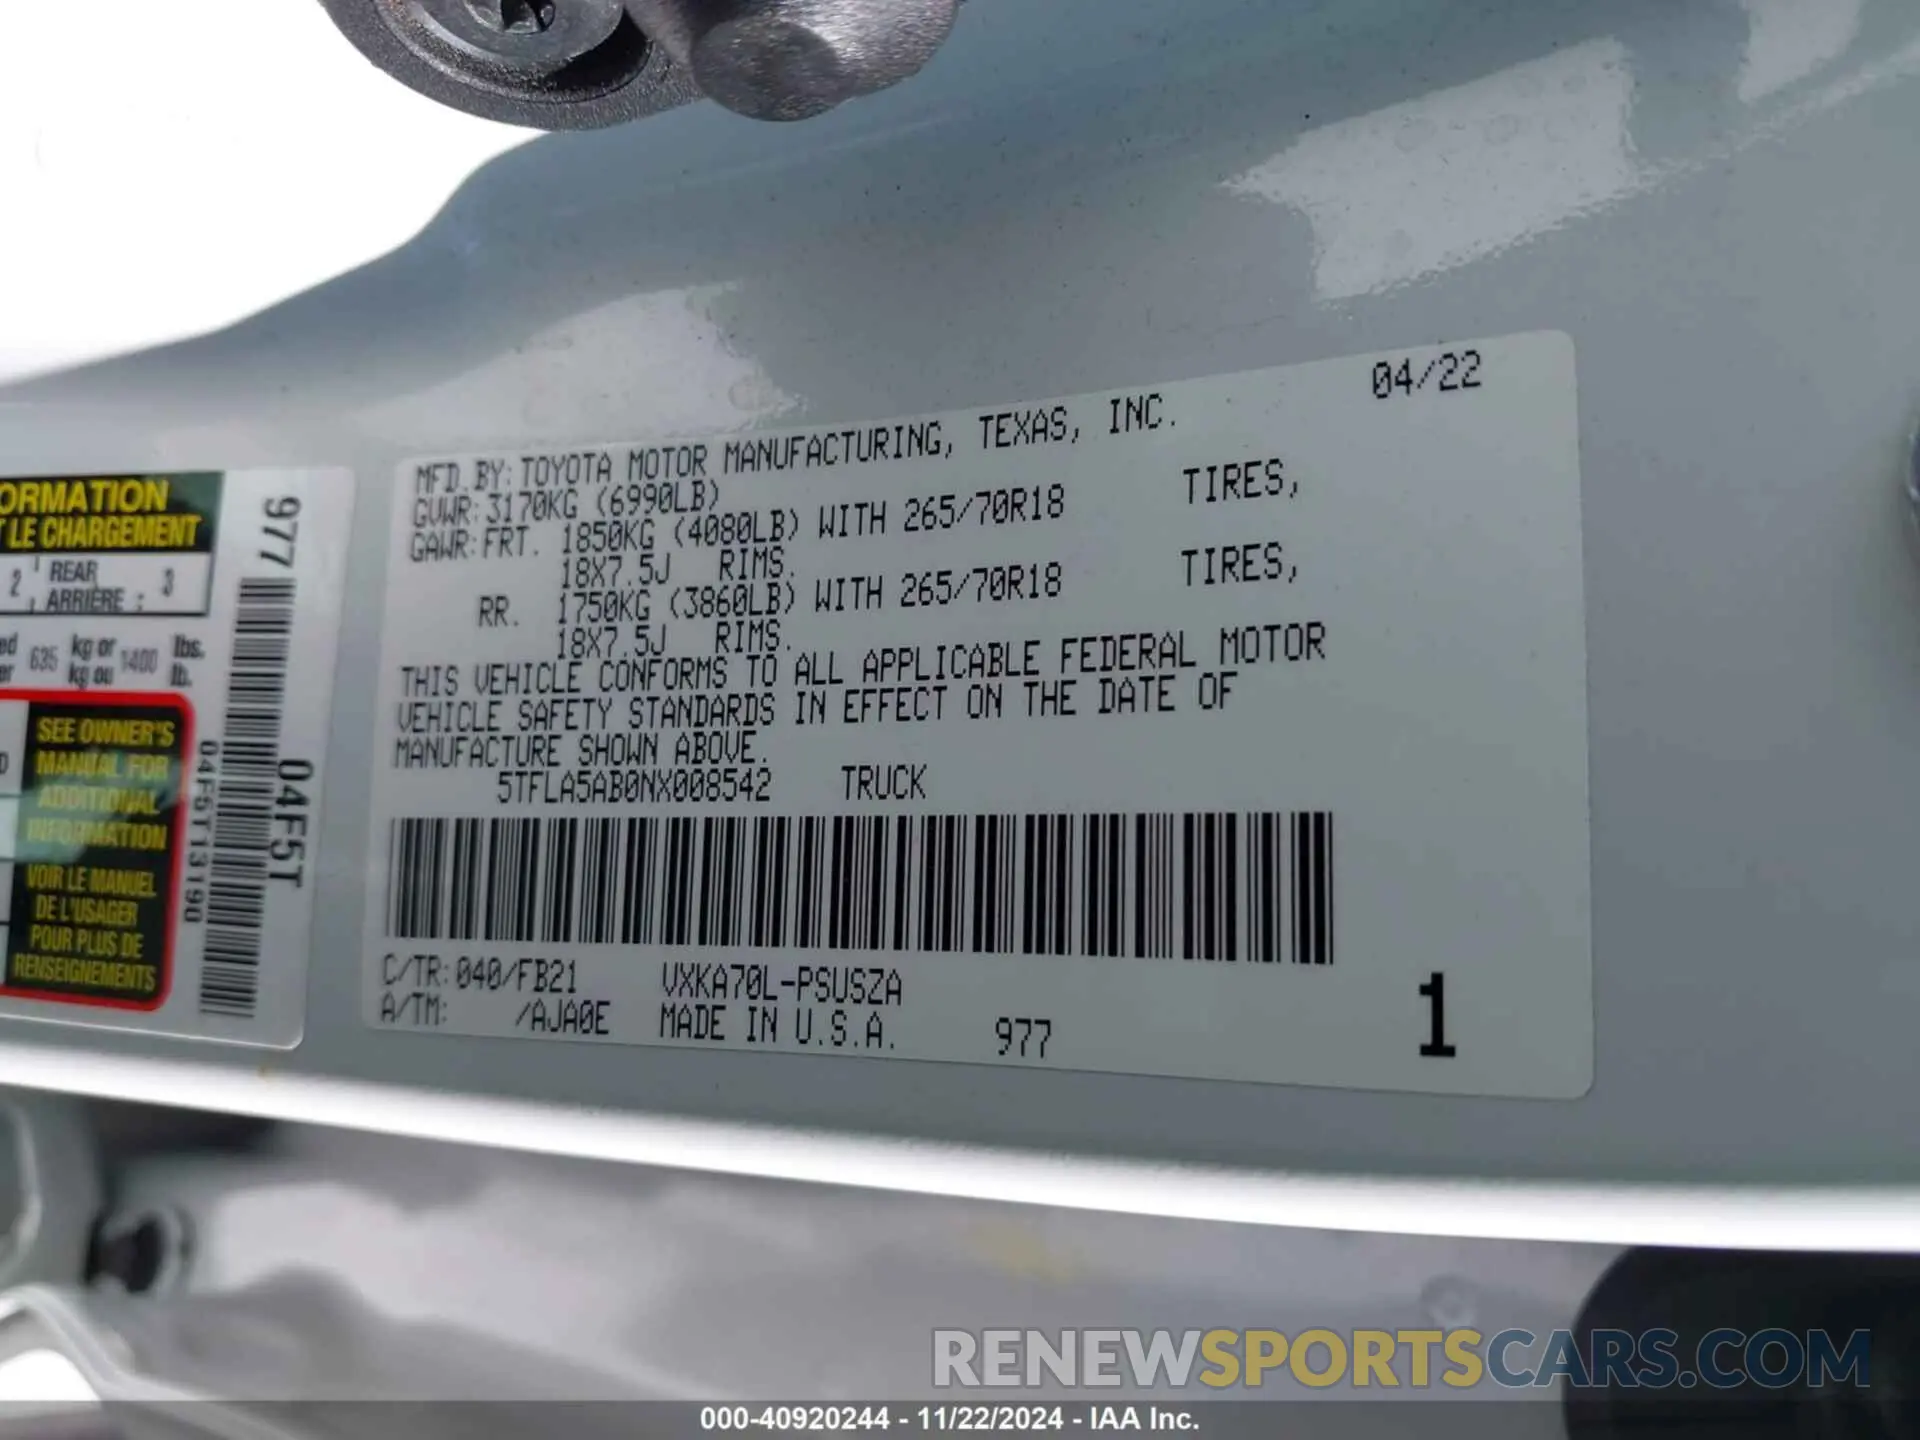 04/22
MFD.BY:TOYOTA MOTOR MANUFACTURING, TEXAS, INC.
GVWR:3170KG (6990LB)
GAWR:FRT. 1850KG (4080LB) WITH 265/70R18 TIRES,
18X7.5J RIMS.
RR. 1750KG (3860LB) WITH 265/70R18 TIRES,
18X7.5J RIMS.
THIS VEHICLE CONFORMS TO ALL APPLICABLE FEDERAL MOTOR
VEHICLE SAFETY STANDARDS IN EFFECT ON THE DATE OF
MANUFACTURE SHOWN ABOVE.
5TFLA5AB0NX008542 TRUCK
C/TR:040/FB21 VXKA70L-PSUSZA
A/TM: /AJA0E MADE IN U.S.A. 977
1
ORMATION
T LE CHARGEMENT
2 REAR 3
ARRIÈRE :
635 kg or 1400 lbs.
kg ou lb.
SEE OWNER'S
MANUAL FOR
ADDITIONAL
INFORMATION
VOIR LE MANUEL
DE L'USAGER
POUR PLUS DE
RENSEIGNEMENTS
977
04F5T
04F5T13190
RENEWSPORTSCARS.COM
000-40920244 - 11/22/2024 - IAA Inc.